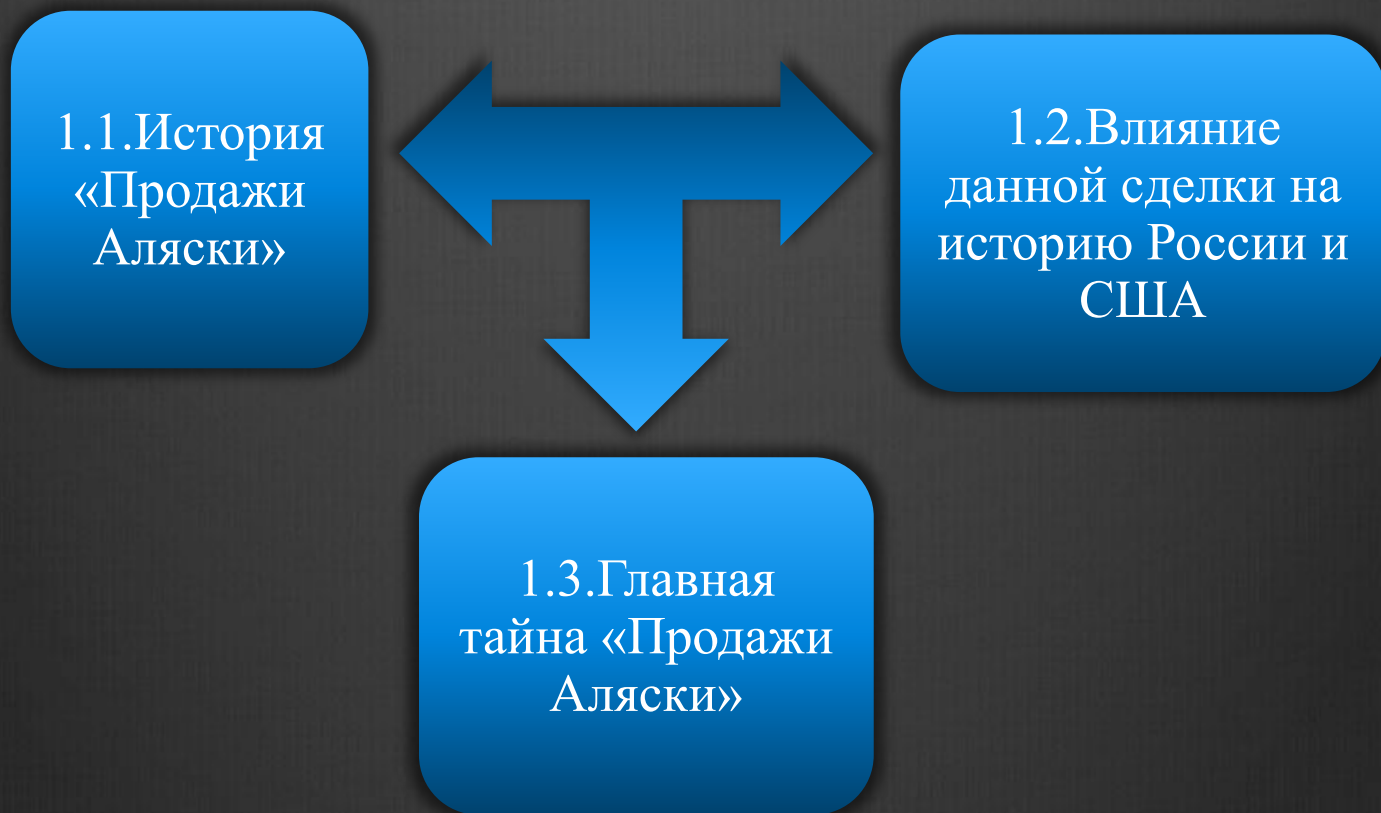 1.1.История
«Продажи
Аляски»
1.2.Влияние
данной сделки на
историю России и
США
1.3.Главная
тайна «Продажи
Аляски»